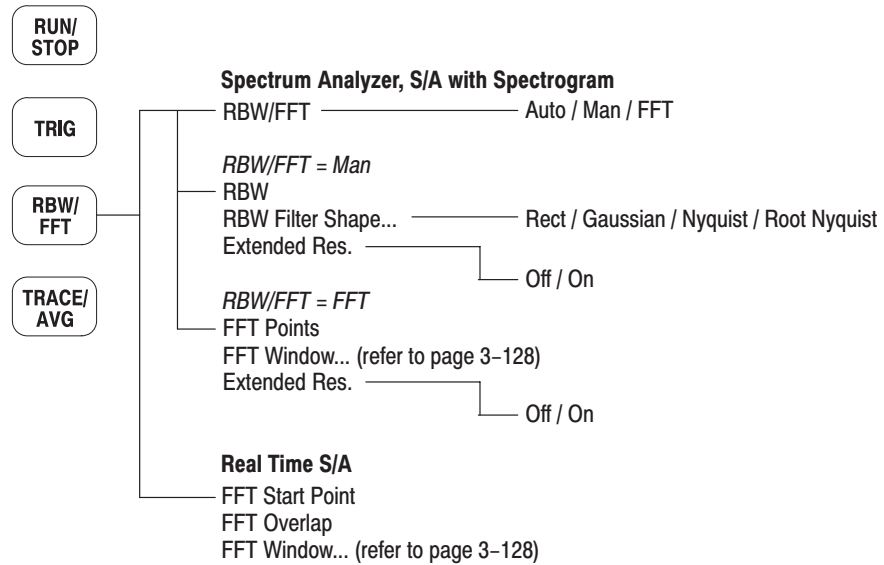 RUN/
STOP
TRIG
RBW/
FFT
TRACE/
AVG
Spectrum Analyzer, S/A with Spectrogram
RBW/FFT Auto / Man / FFT
RBW/FFT = Man
RBW
RBW Filter Shape... Rect / Gaussian / Nyquist / Root Nyquist
Extended Res.
Off / On
RBW/FFT = FFT
FFT Points
FFT Window... (refer to page 3–128)
Extended Res.
Off / On
Real Time S/A
FFT Start Point
FFT Overlap
FFT Window... (refer to page 3–128)